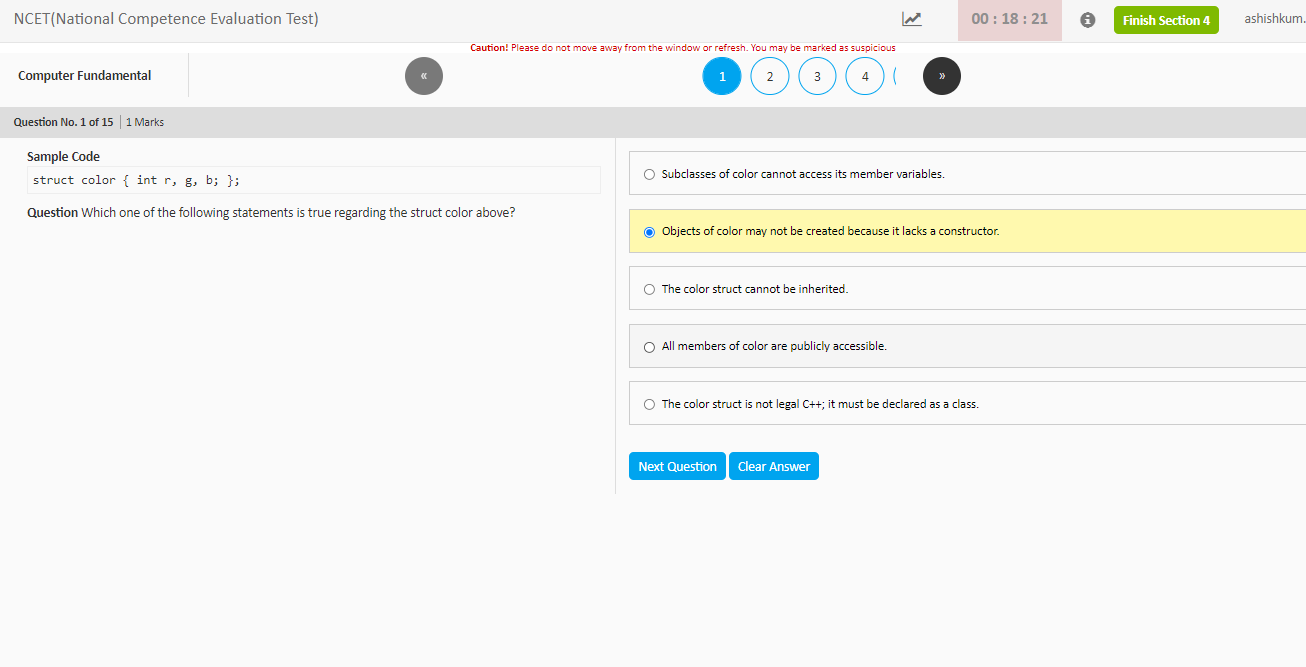 NCET(National Competence Evaluation Test)
00 : 18 : 21
Finish Section 4
ashishkum.
Caution! Please do not move away from the window or refresh. You may be marked as suspicious
Computer Fundamental
«
1
2
3
4
»
Question No. 1 of 15
1 Marks
Sample Code
struct color { int r, g, b; };
Question Which one of the following statements is true regarding the struct color above?
Subclasses of color cannot access its member variables.
Objects of color may not be created because it lacks a constructor.
The color struct cannot be inherited.
All members of color are publicly accessible.
The color struct is not legal C++; it must be declared as a class.
Next Question
Clear Answer